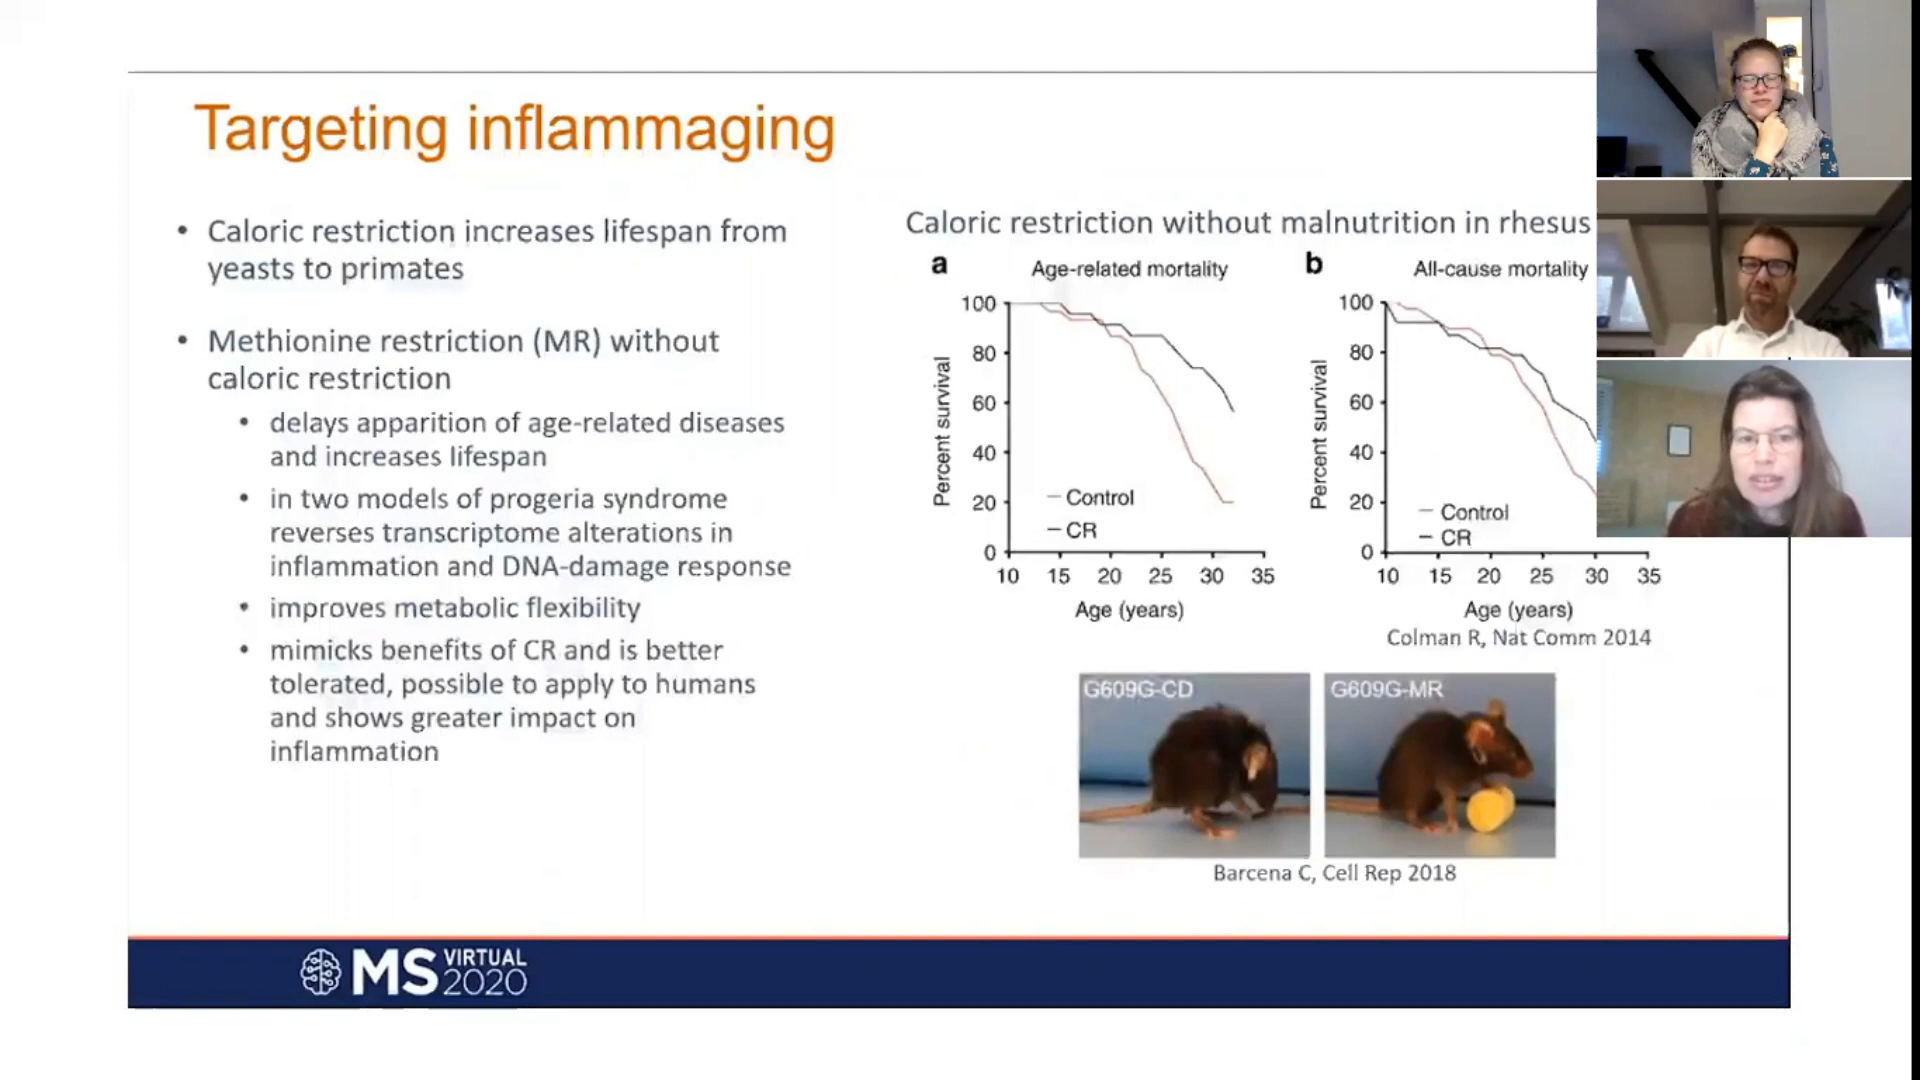 Targeting inflammaging
• Caloric restriction increases lifespan from
yeasts to primates
• Methionine restriction (MR) without
caloric restriction
• delays apparition of age-related diseases
and increases lifespan
• in two models of progeria syndrome
reverses transcriptome alterations in
inflammation and DNA-damage response
• improves metabolic flexibility
• mimicks benefits of CR and is better
tolerated, possible to apply to humans
and shows greater impact on
inflammation
Caloric restriction without malnutrition in rhesus
a
Age-related mortality
Percent survival
100
80
60
40
20
0
Control
CR
10 15 20 25 30 35
Age (years)
b
All-cause mortality
Percent survival
100
80
60
40
20
0
Control
CR
10 15 20 25 30 35
Age (years)
Colman R, Nat Comm 2014
G609G-CD
G609G-MR
Barcena C, Cell Rep 2018
MS VIRTUAL
2020